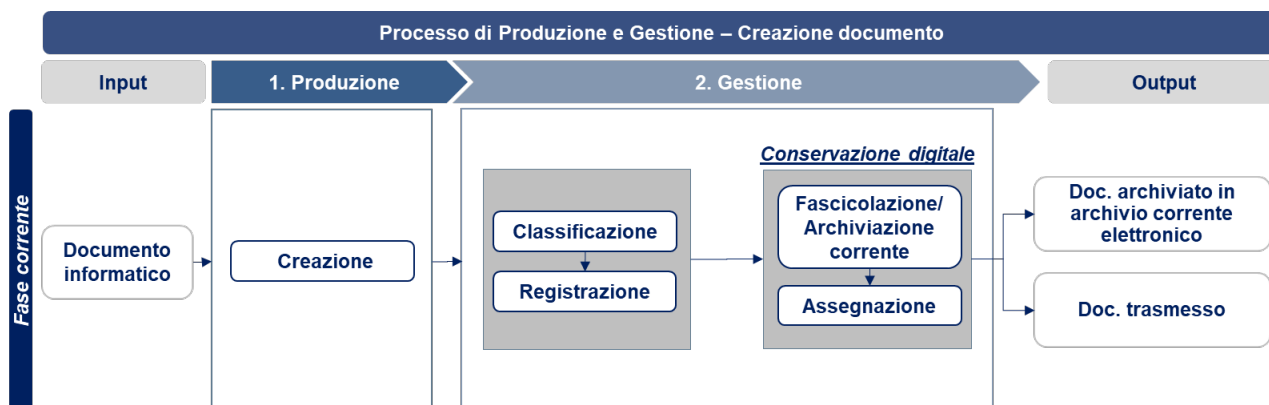 Processo di Produzione e Gestione – Creazione documento
Input
1. Produzione
2. Gestione
Output
Fase corrente
Documento
informatico
Creazione
Classificazione
Registrazione
Conservazione digitale
Fascicolazione/
Archiviazione
corrente
Assegnazione
Doc. archiviato in
archivio corrente
elettronico
Doc. trasmesso